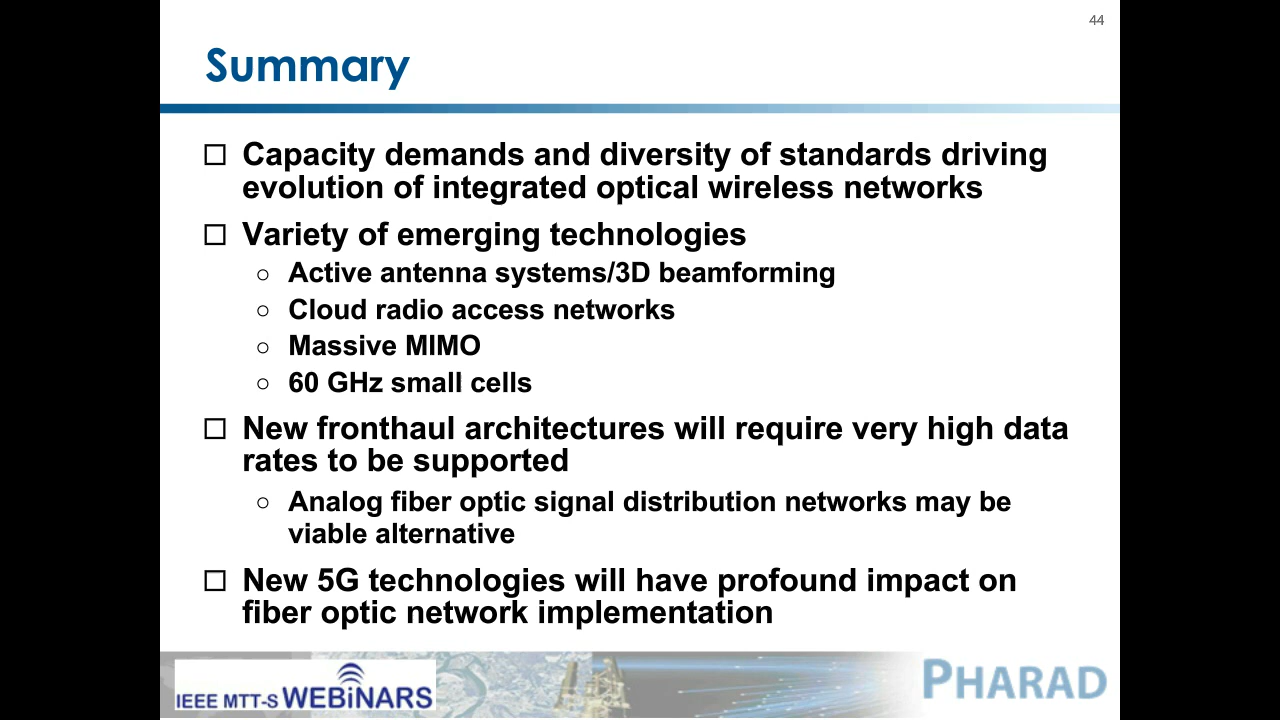 44
Summary
Capacity demands and diversity of standards driving
evolution of integrated optical wireless networks
Variety of emerging technologies
Active antenna systems/3D beamforming
Cloud radio access networks
Massive MIMO
60 GHz small cells
New fronthaul architectures will require very high data
rates to be supported
Analog fiber optic signal distribution networks may be
viable alternative
New 5G technologies will have profound impact on
fiber optic network implementation
IEEE MTT-S WEBiNARS
PHARAD